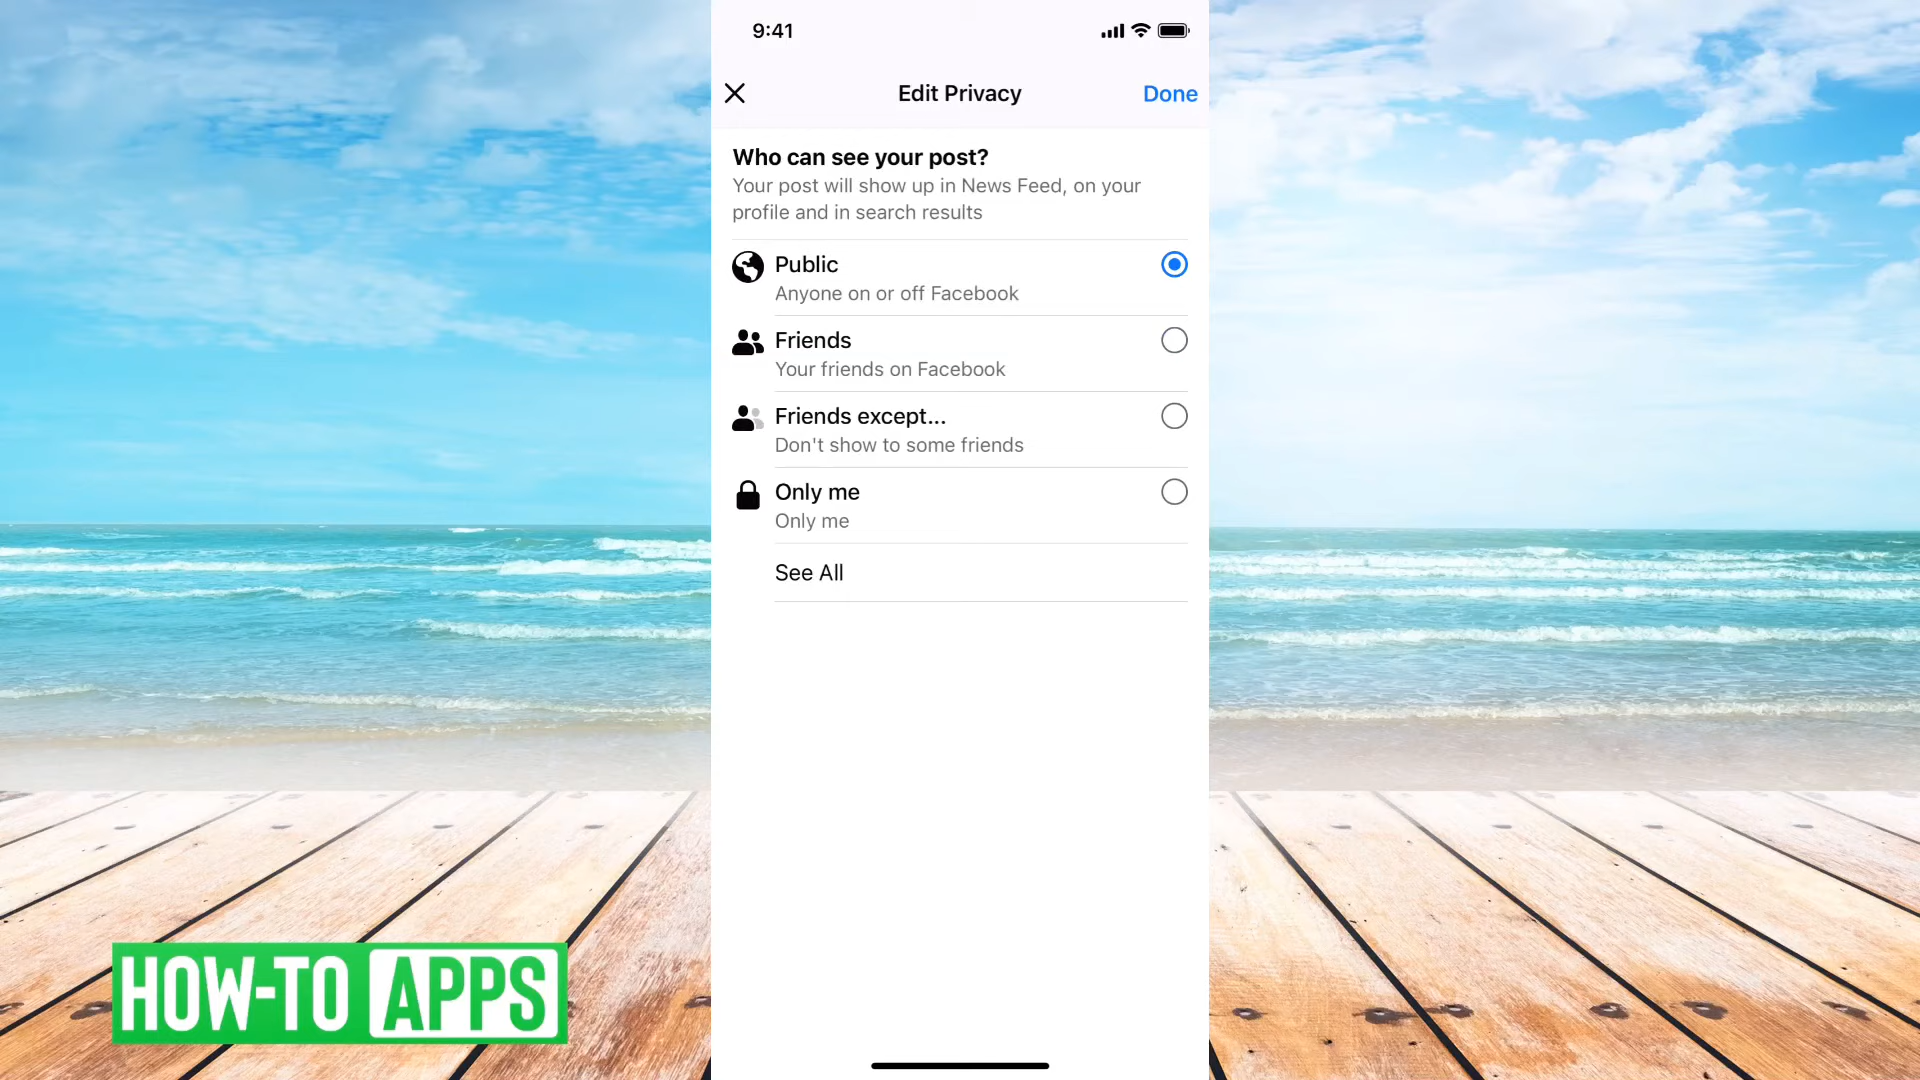 9:41
Edit Privacy
Done
Who can see your post?
Your post will show up in News Feed, on your
profile and in search results
Public
Anyone on or off Facebook
Friends
Your friends on Facebook
Friends except...
Don't show to some friends
Only me
Only me
See All
HOW-TO APPS